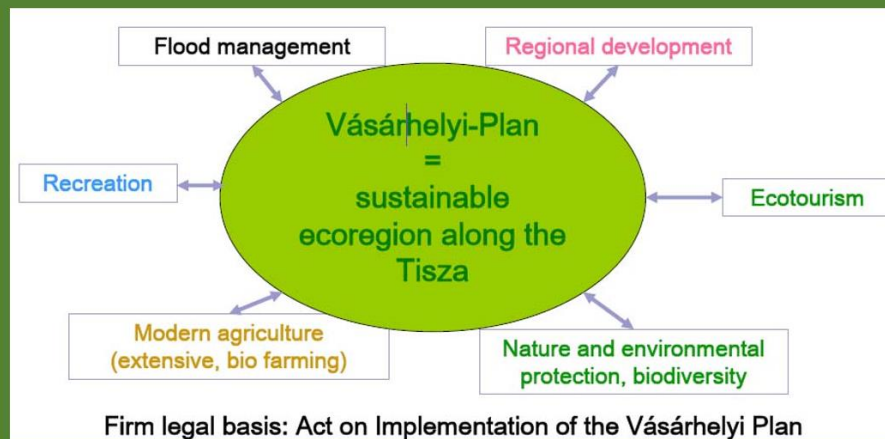 Flood management
Regional development
Vásárhelyi-Plan
=
sustainable
ecoregion along the
Tisza
Recreation
Ecotourism
Modern agriculture
(extensive, bio farming)
Nature and environmental
protection, biodiversity
Firm legal basis: Act on Implementation of the Vásárhelyi Plan